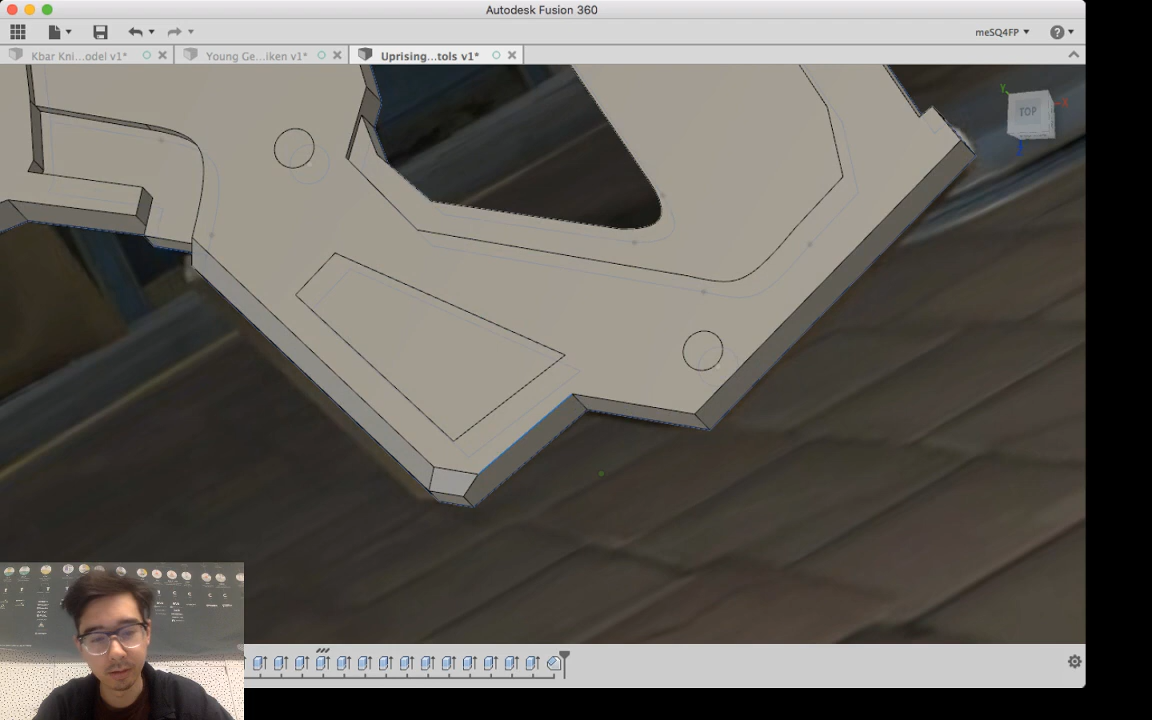 Autodesk Fusion 360
meSQ4FP
Kbar Kni...odel v1*
Young Ge...iken v1*
Uprising...tols v1*
Y
X
TOP